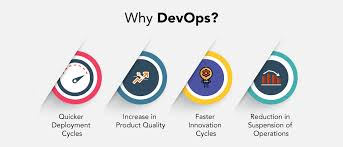 Why DevOps?
Quicker
Deployment
Cycles
Increase in
Product Quality
Faster
Innovation
Cycles
Reduction in
Suspension of
Operations